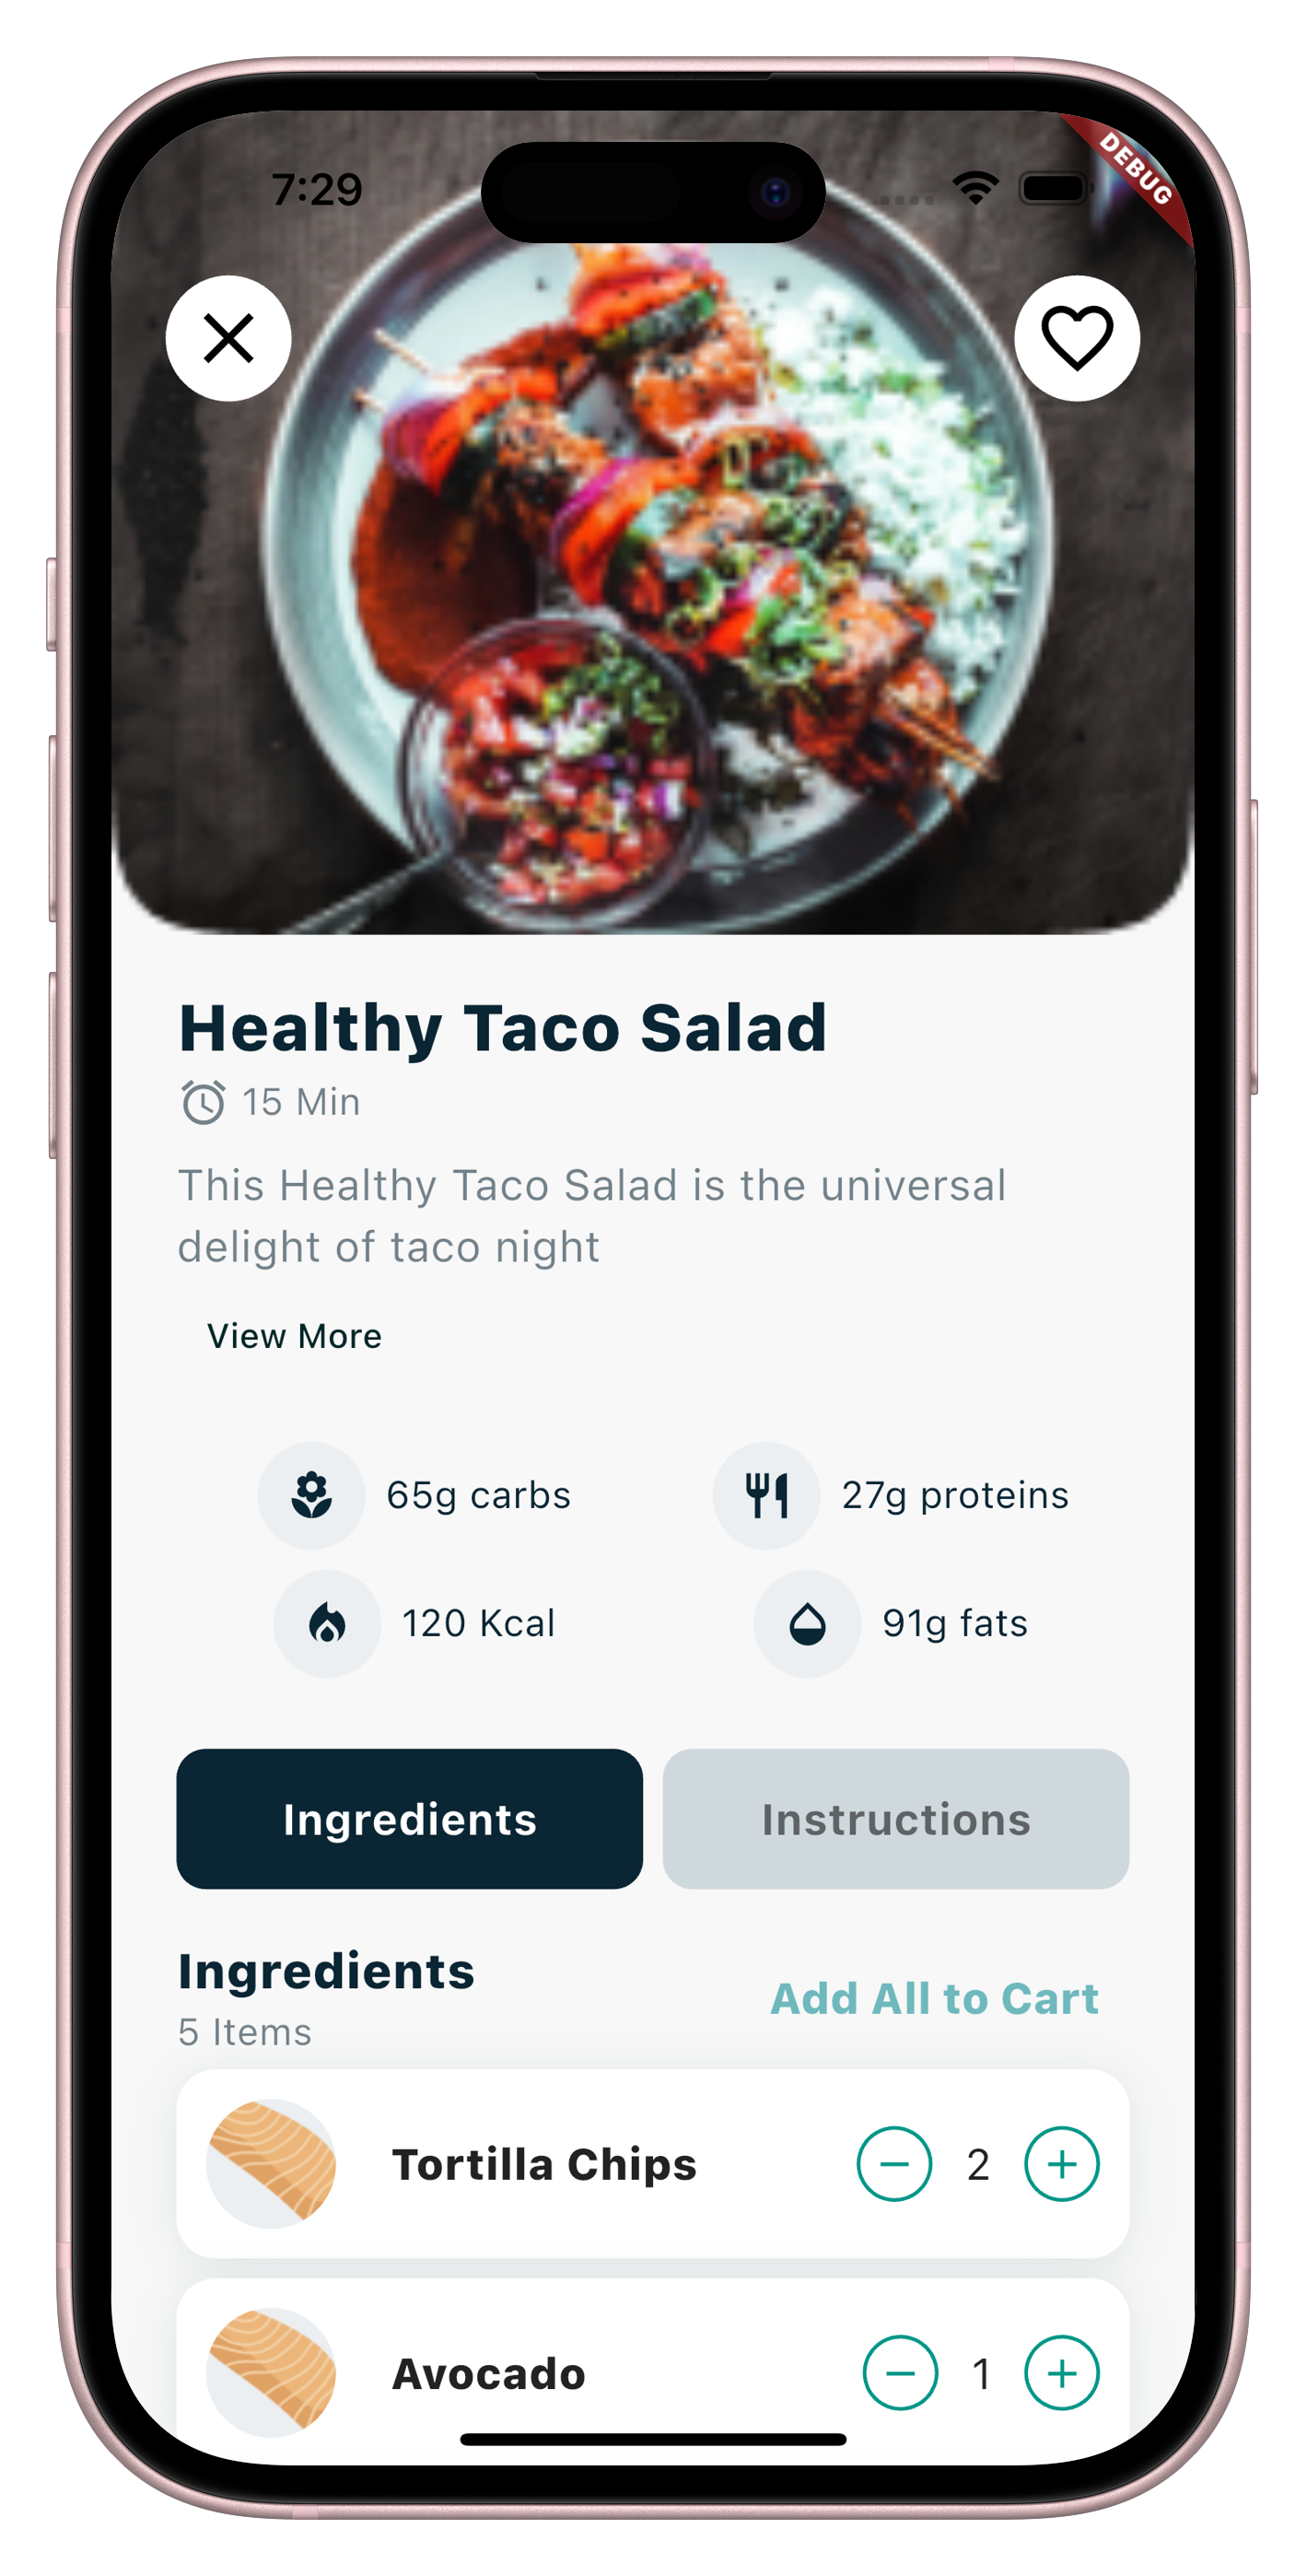 7:29
DEBUG
Healthy Taco Salad
15 Min
This Healthy Taco Salad is the universal
delight of taco night
View More
65g carbs
27g proteins
120 Kcal
91g fats
Ingredients
Instructions
Ingredients
Add All to Cart
5 Items
Tortilla Chips
2
Avocado
1